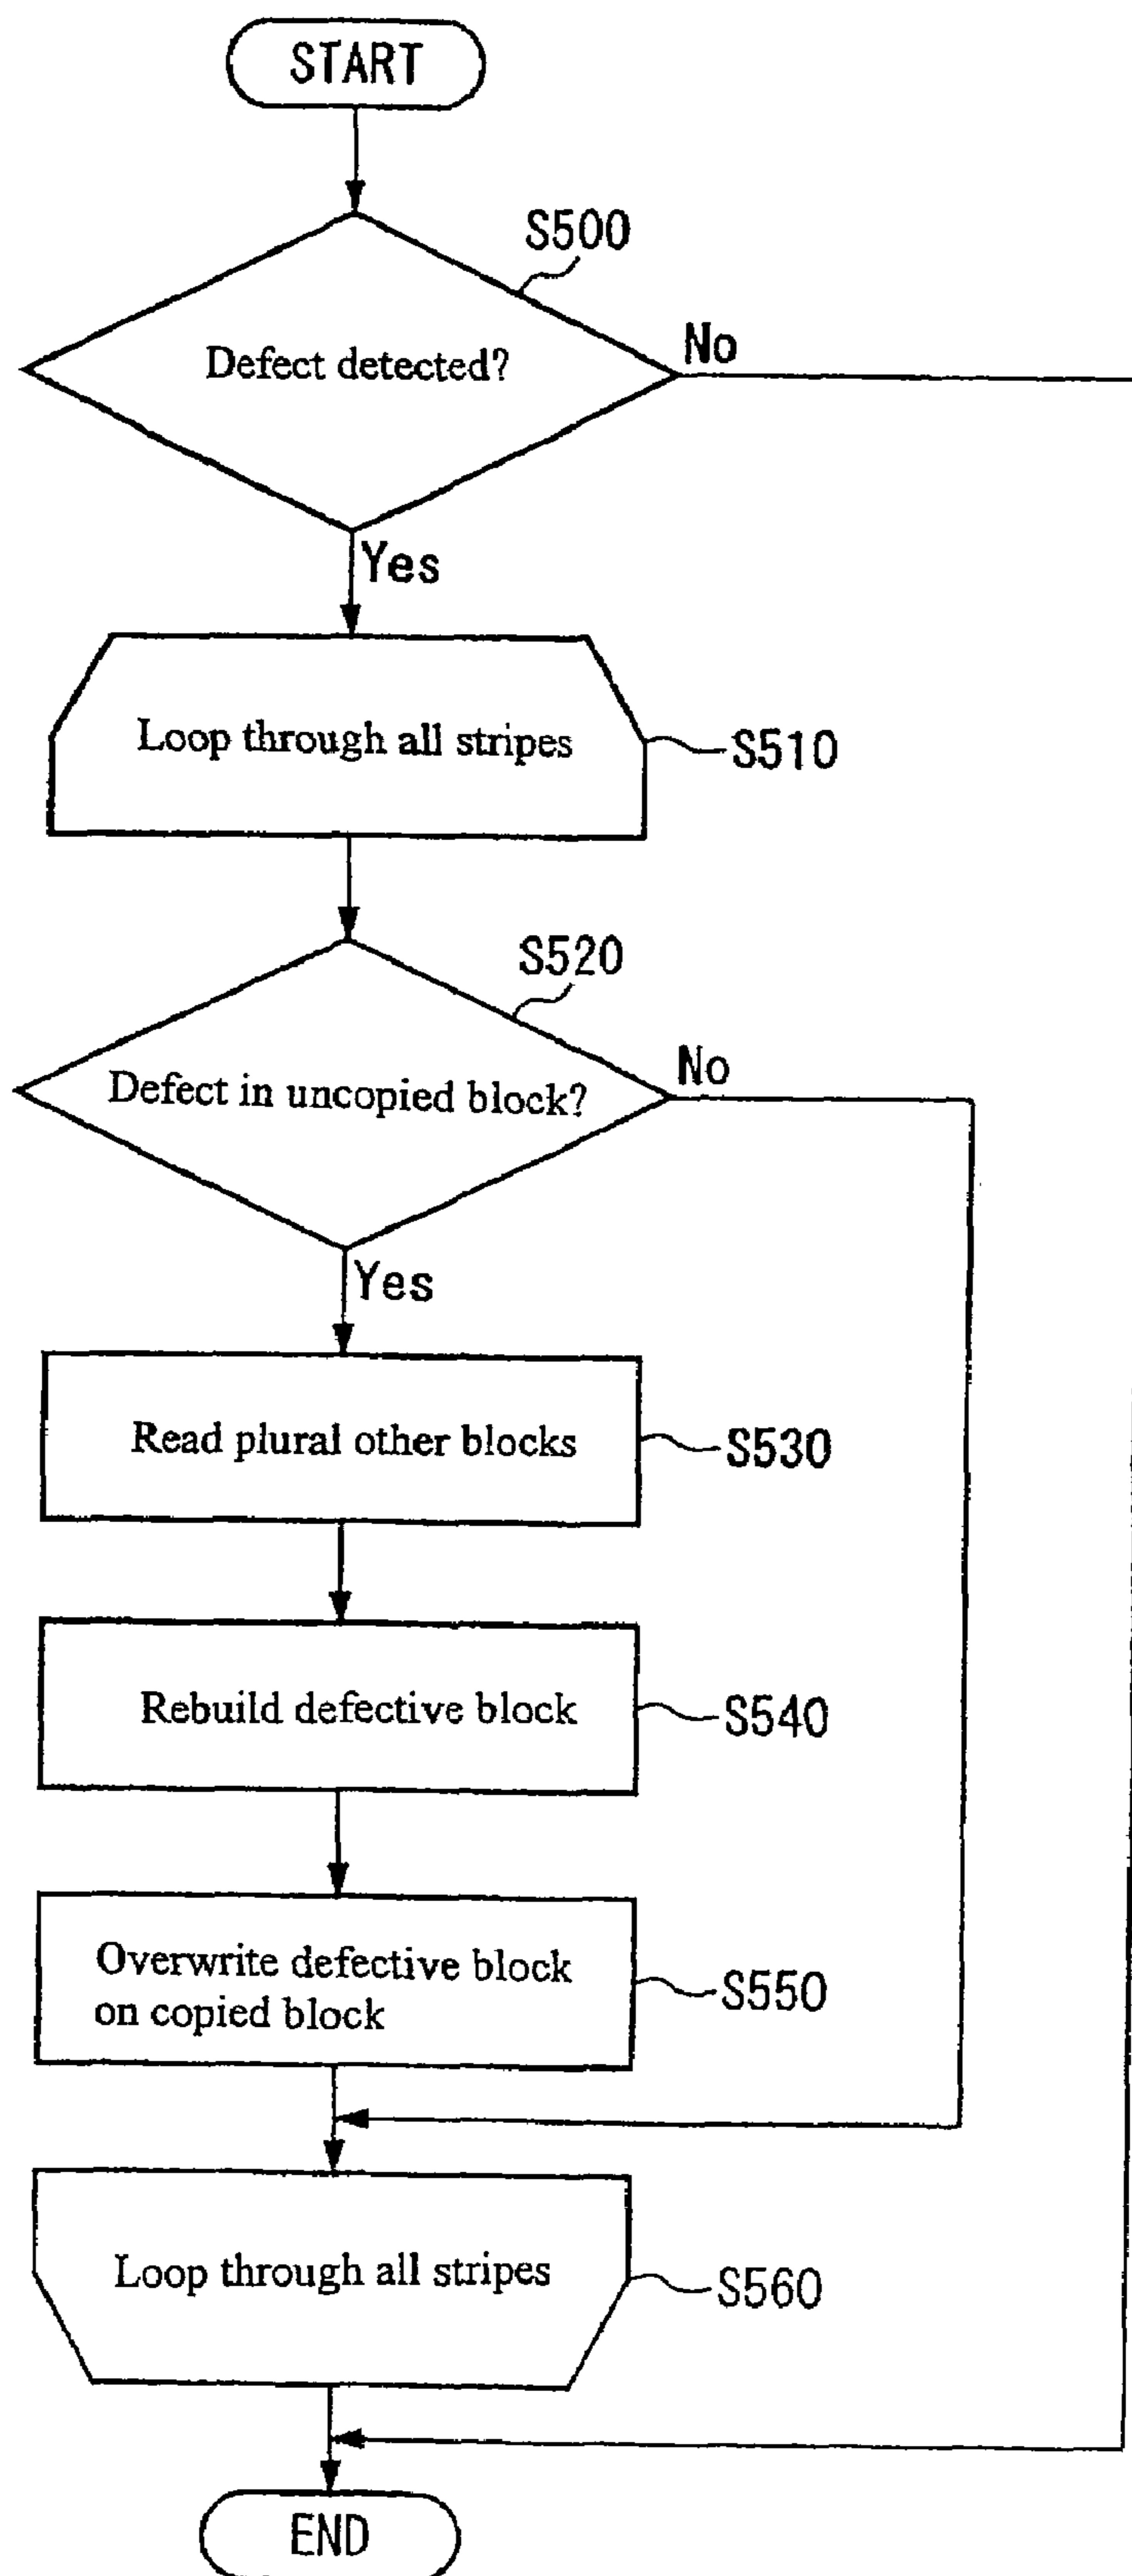 START
S500
Defect detected?
No
Yes
Loop through all stripes
S510
S520
Defect in uncopied block?
No
Yes
Read plural other blocks
S530
Rebuild defective block
S540
Overwrite defective block
on copied block
S550
Loop through all stripes
S560
END